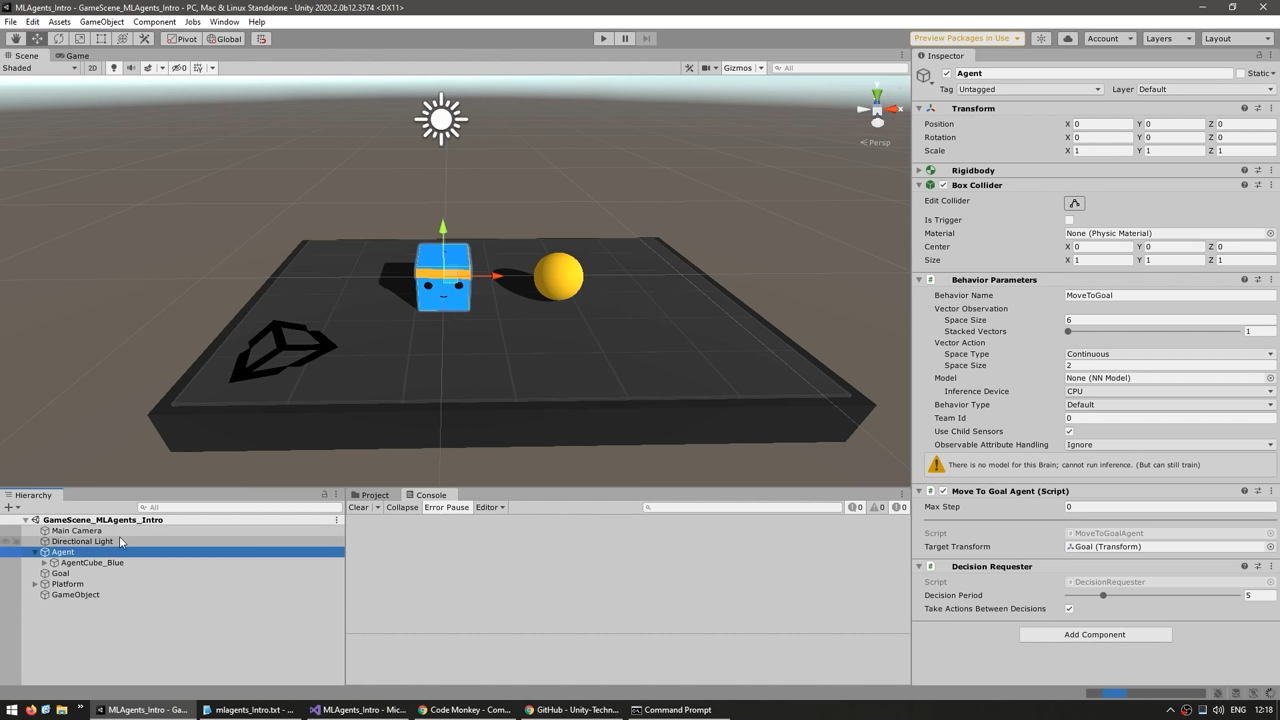 MLAgents_Intro - GameScene_MLAgents_Intro - PC, Mac & Linux Standalone - Unity 2020.2.0b12.3574 <DX11>
File Edit Assets GameObject Component Jobs Window Help
Pivot Global Preview Packages in Use Account Layers Layout
Scene Game
Shaded 2D 0 Gizmos All
Persp
Inspector
Agent Static
Tag Untagged Layer Default
Transform
Position X 0 Y 0 Z 0
Rotation X 0 Y 0 Z 0
Scale X 1 Y 1 Z 1
Rigidbody
Box Collider
Edit Collider
Is Trigger
Material None (Physic Material)
Center X 0 Y 0 Z 0
Size X 1 Y 1 Z 1
Behavior Parameters
Behavior Name MoveToGoal
Vector Observation
Space Size 6
Stacked Vectors 1
Vector Action
Space Type Continuous
Space Size 2
Model None (NN Model)
Inference Device CPU
Behavior Type Default
Team Id 0
Use Child Sensors
Observable Attribute Handling Ignore
There is no model for this Brain; cannot run inference. (But can still train)
Move To Goal Agent (Script)
Max Step 0
Script MoveToGoalAgent
Target Transform Goal (Transform)
Decision Requester
Script DecisionRequester
Decision Period 5
Take Actions Between Decisions
Add Component
Hierarchy
All
GameScene_MLAgents_Intro
Main Camera
Directional Light
Agent
AgentCube_Blue
Goal
Platform
GameObject
Project Console
Clear Collapse Error Pause Editor 0 0 0
MLAgents_Intro - Ga... mlagents_intro.txt - ... MLAgents_Intro - Mic... Code Monkey - Comp... GitHub - Unity-Techn... Command Prompt ENG 12:18